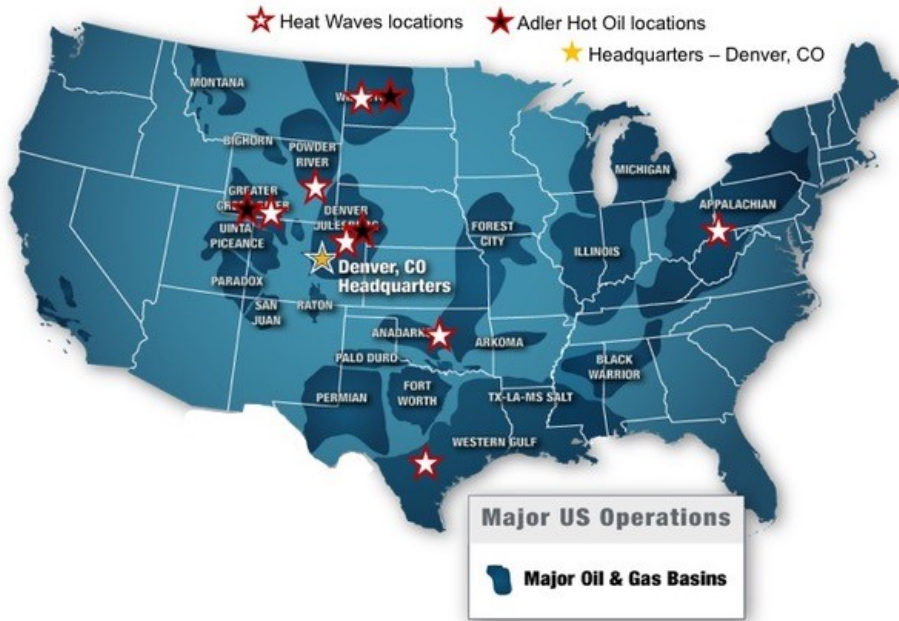 Heat Waves locations
Adler Hot Oil locations
Headquarters – Denver, CO
MONTANA
BIGHORN
POWDER
RIVER
MICHIGAN
GREATER
APPALACHIAN
DENVER
FOREST
CITY
UINTA
PICEANCE
ILLINOIS
Denver, CO
Headquarters
PARADOX
SAN
JUAN
RATON
ARKOMA
PALO DURO
BLACK
WARRIOR
FORT
WORTH
PERMIAN
TX-LA-MS SALT
WESTERN GULF
Major US Operations
Major Oil & Gas Basins